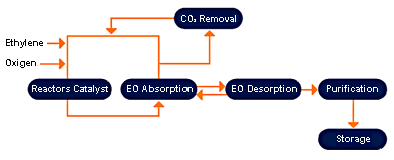 CO₂ Removal
Ethylene
Oxigen
Reactors Catalyst
EO Absorption
EO Desorption
Purification
Storage